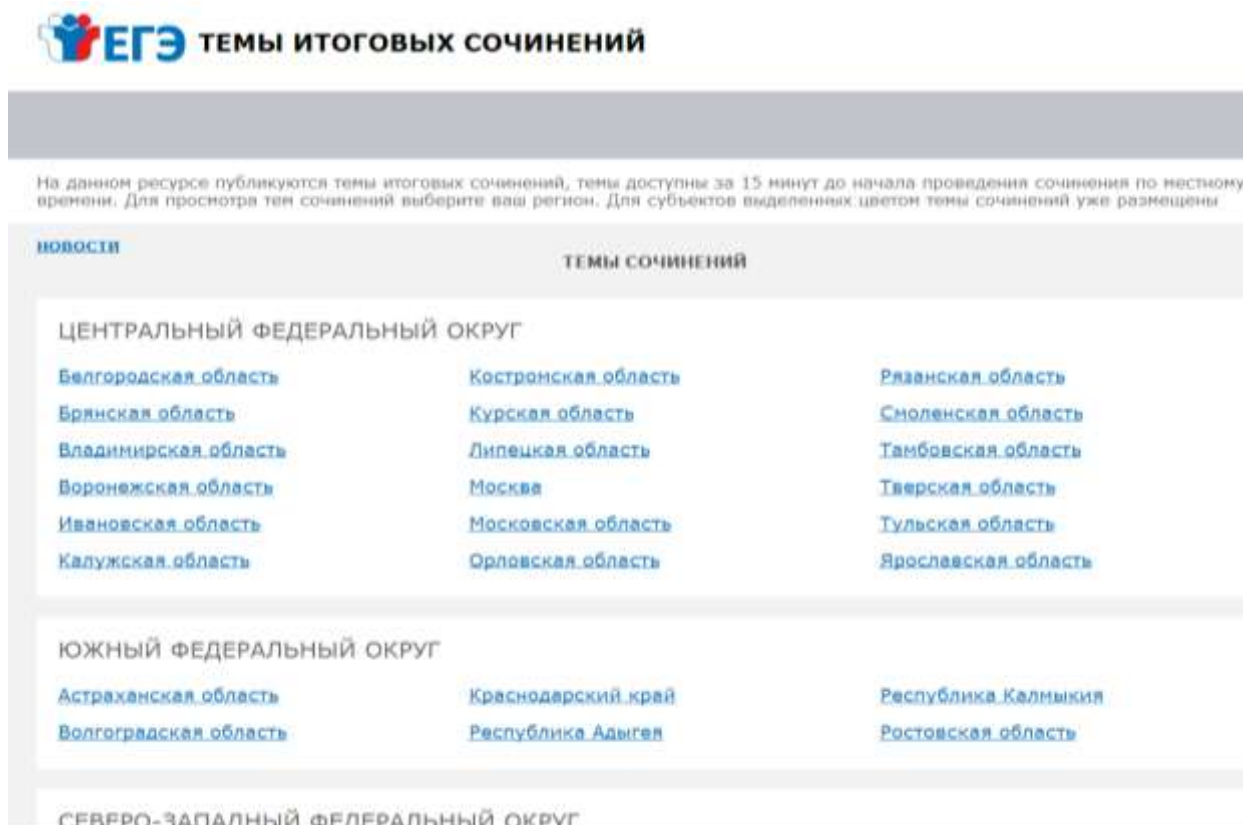 ЕГЭ ТЕМЫ ИТОГОВЫХ СОЧИНЕНИЙ
На данном ресурсе публикуются темы итоговых сочинений, темы доступны за 15 минут до начала проведения сочинения по местному
времени. Для просмотра тем сочинений выберите ваш регион. Для субъектов выделенных цветом темы сочинений уже размещены
НОВОСТИ
ТЕМЫ СОЧИНЕНИЙ
ЦЕНТРАЛЬНЫЙ ФЕДЕРАЛЬНЫЙ ОКРУГ
Белгородская область Костромская область Рязанская область
Брянская область Курская область Смоленская область
Владимирская область Липецкая область Тамбовская область
Воронежская область Москва Тверская область
Ивановская область Московская область Тульская область
Калужская область Орловская область Ярославская область
ЮЖНЫЙ ФЕДЕРАЛЬНЫЙ ОКРУГ
Астраханская область Краснодарский край Республика Калмыкия
Волгоградская область Республика Адыгея Ростовская область
СЕВЕРО-ЗАПАДНЫЙ ФЕДЕРАЛЬНЫЙ ОКРУГ